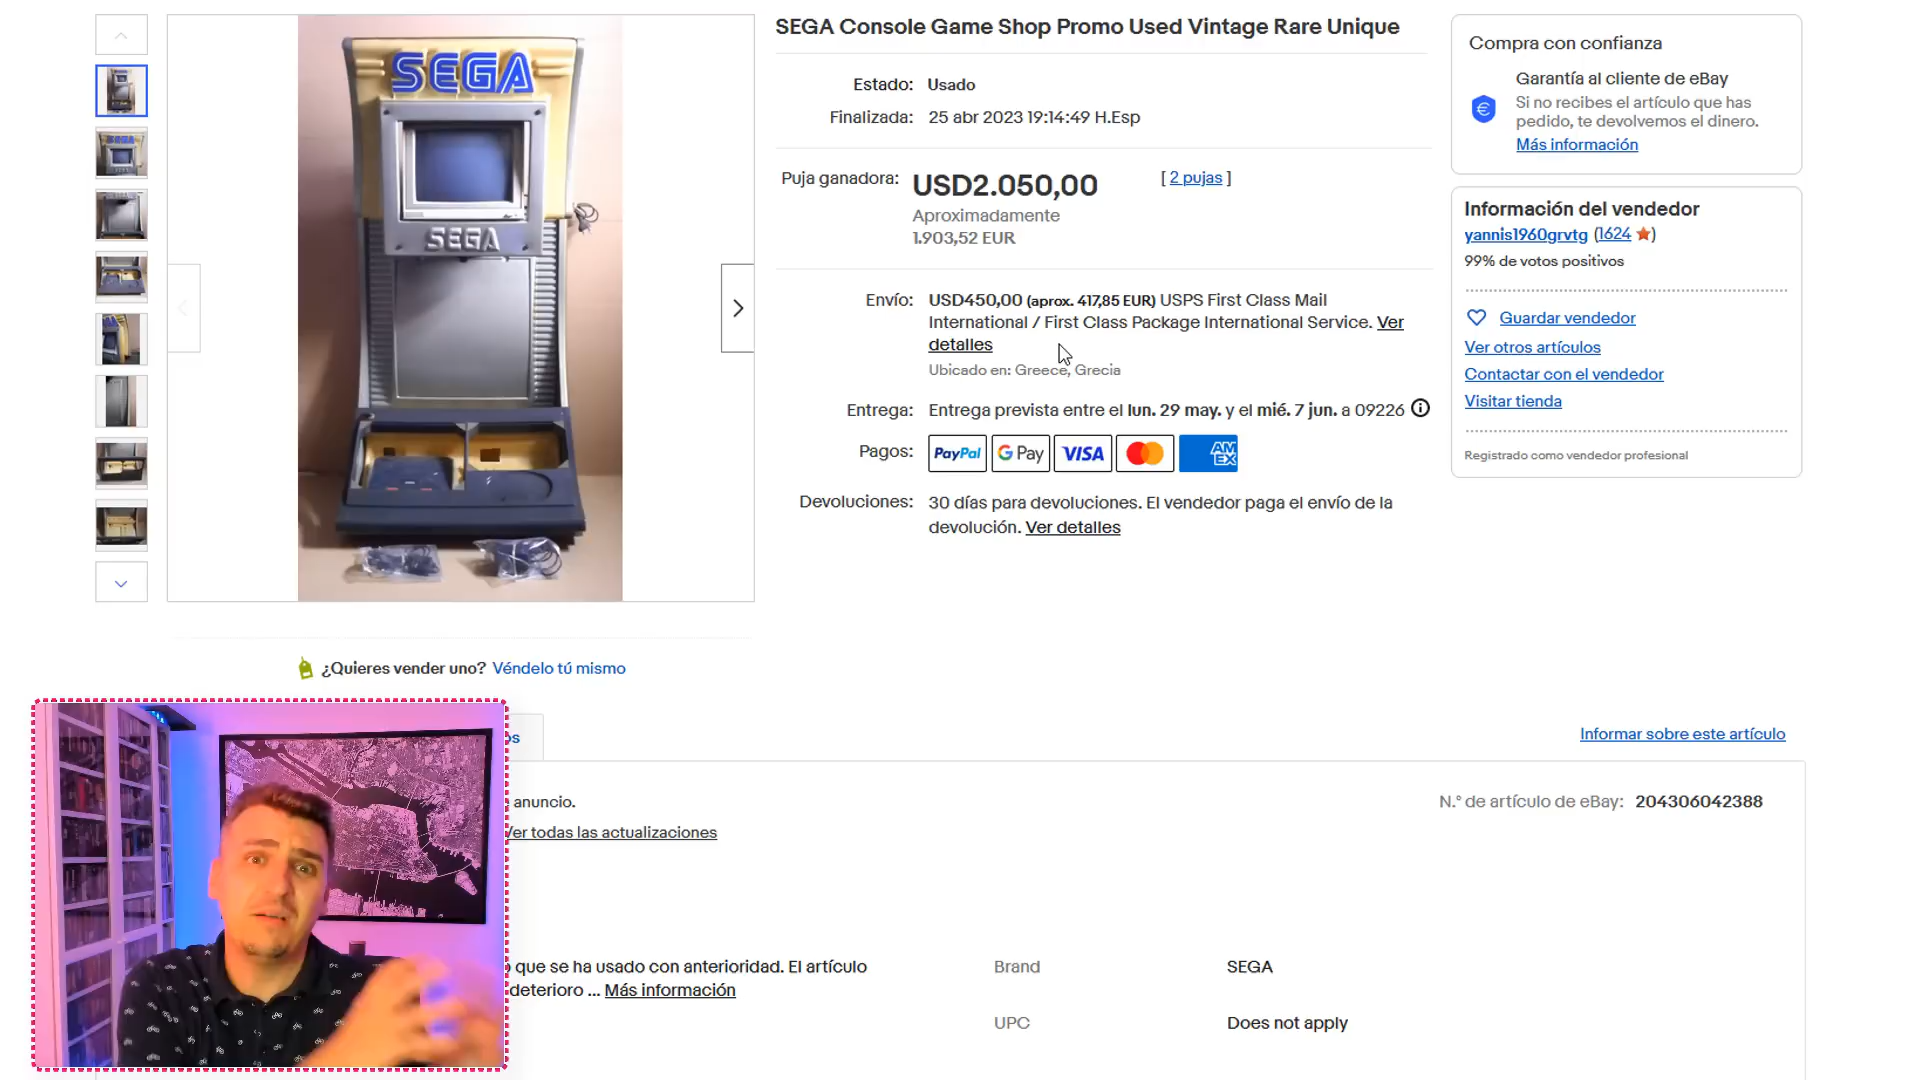 SEGA
SEGA
SEGA Console Game Shop Promo Used Vintage Rare Unique
Estado: Usado
Finalizada: 25 abr 2023 19:14:49 H.Esp
Puja ganadora: USD2.050,00 [ 2 pujas ]
Aproximadamente
1.903,52 EUR
Envío: USD450,00 (aprox. 417,85 EUR) USPS First Class Mail
International / First Class Package International Service. Ver
detalles
Ubicado en: Greece, Grecia
Entrega: Entrega prevista entre el lun. 29 may. y el mié. 7 jun. a 09226
Pagos: PayPal G Pay VISA AM EX
Devoluciones: 30 días para devoluciones. El vendedor paga el envío de la
devolución. Ver detalles
Compra con confianza
Garantía al cliente de eBay
Si no recibes el artículo que has
pedido, te devolvemos el dinero.
Más información
Información del vendedor
yannis1960grvtg (1624)
99% de votos positivos
Guardar vendedor
Ver otros artículos
Contactar con el vendedor
Visitar tienda
Registrado como vendedor profesional
¿Quieres vender uno? Véndelo tú mismo
os
Informar sobre este artículo
anuncio.
N.° de artículo de eBay: 204306042388
Ver todas las actualizaciones
que se ha usado con anterioridad. El artículo
deterioro ... Más información
Brand SEGA
UPC Does not apply